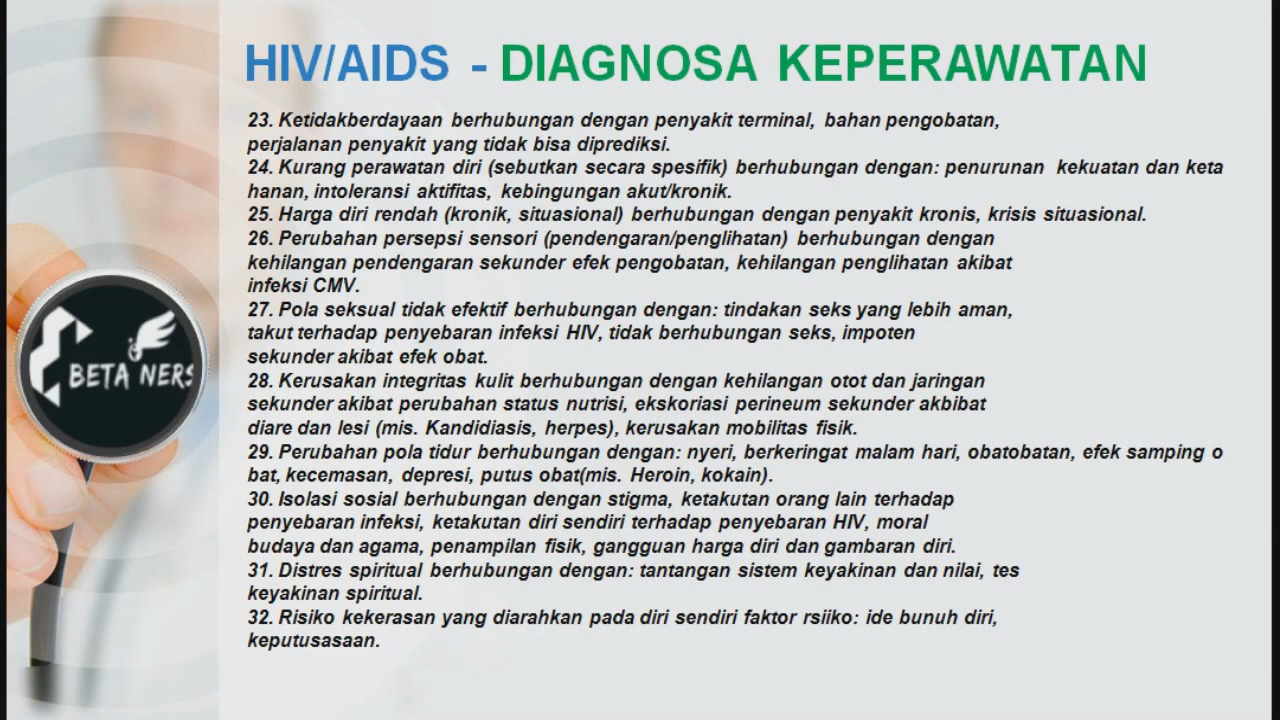 HIV/AIDS - DIAGNOSA KEPERAWATAN
23. Ketidakberdayaan berhubungan dengan penyakit terminal, bahan pengobatan,
perjalanan penyakit yang tidak bisa diprediksi.
24. Kurang perawatan diri (sebutkan secara spesifik) berhubungan dengan: penurunan kekuatan dan keta
hanan, intoleransi aktifitas, kebingungan akut/kronik.
25. Harga diri rendah (kronik, situasional) berhubungan dengan penyakit kronis, krisis situasional.
26. Perubahan persepsi sensori (pendengaran/penglihatan) berhubungan dengan
kehilangan pendengaran sekunder efek pengobatan, kehilangan penglihatan akibat
infeksi CMV.
27. Pola seksual tidak efektif berhubungan dengan: tindakan seks yang lebih aman,
takut terhadap penyebaran infeksi HIV, tidak berhubungan seks, impoten
sekunder akibat efek obat.
28. Kerusakan integritas kulit berhubungan dengan kehilangan otot dan jaringan
sekunder akibat perubahan status nutrisi, ekskoriasi perineum sekunder akbibat
diare dan lesi (mis. Kandidiasis, herpes), kerusakan mobilitas fisik.
29. Perubahan pola tidur berhubungan dengan: nyeri, berkeringat malam hari, obatobatan, efek samping o
bat, kecemasan, depresi, putus obat(mis. Heroin, kokain).
30. Isolasi sosial berhubungan dengan stigma, ketakutan orang lain terhadap
penyebaran infeksi, ketakutan diri sendiri terhadap penyebaran HIV, moral
budaya dan agama, penampilan fisik, gangguan harga diri dan gambaran diri.
31. Distres spiritual berhubungan dengan: tantangan sistem keyakinan dan nilai, tes
keyakinan spiritual.
32. Risiko kekerasan yang diarahkan pada diri sendiri faktor rsiiko: ide bunuh diri,
keputusasaan.
BETA NERS